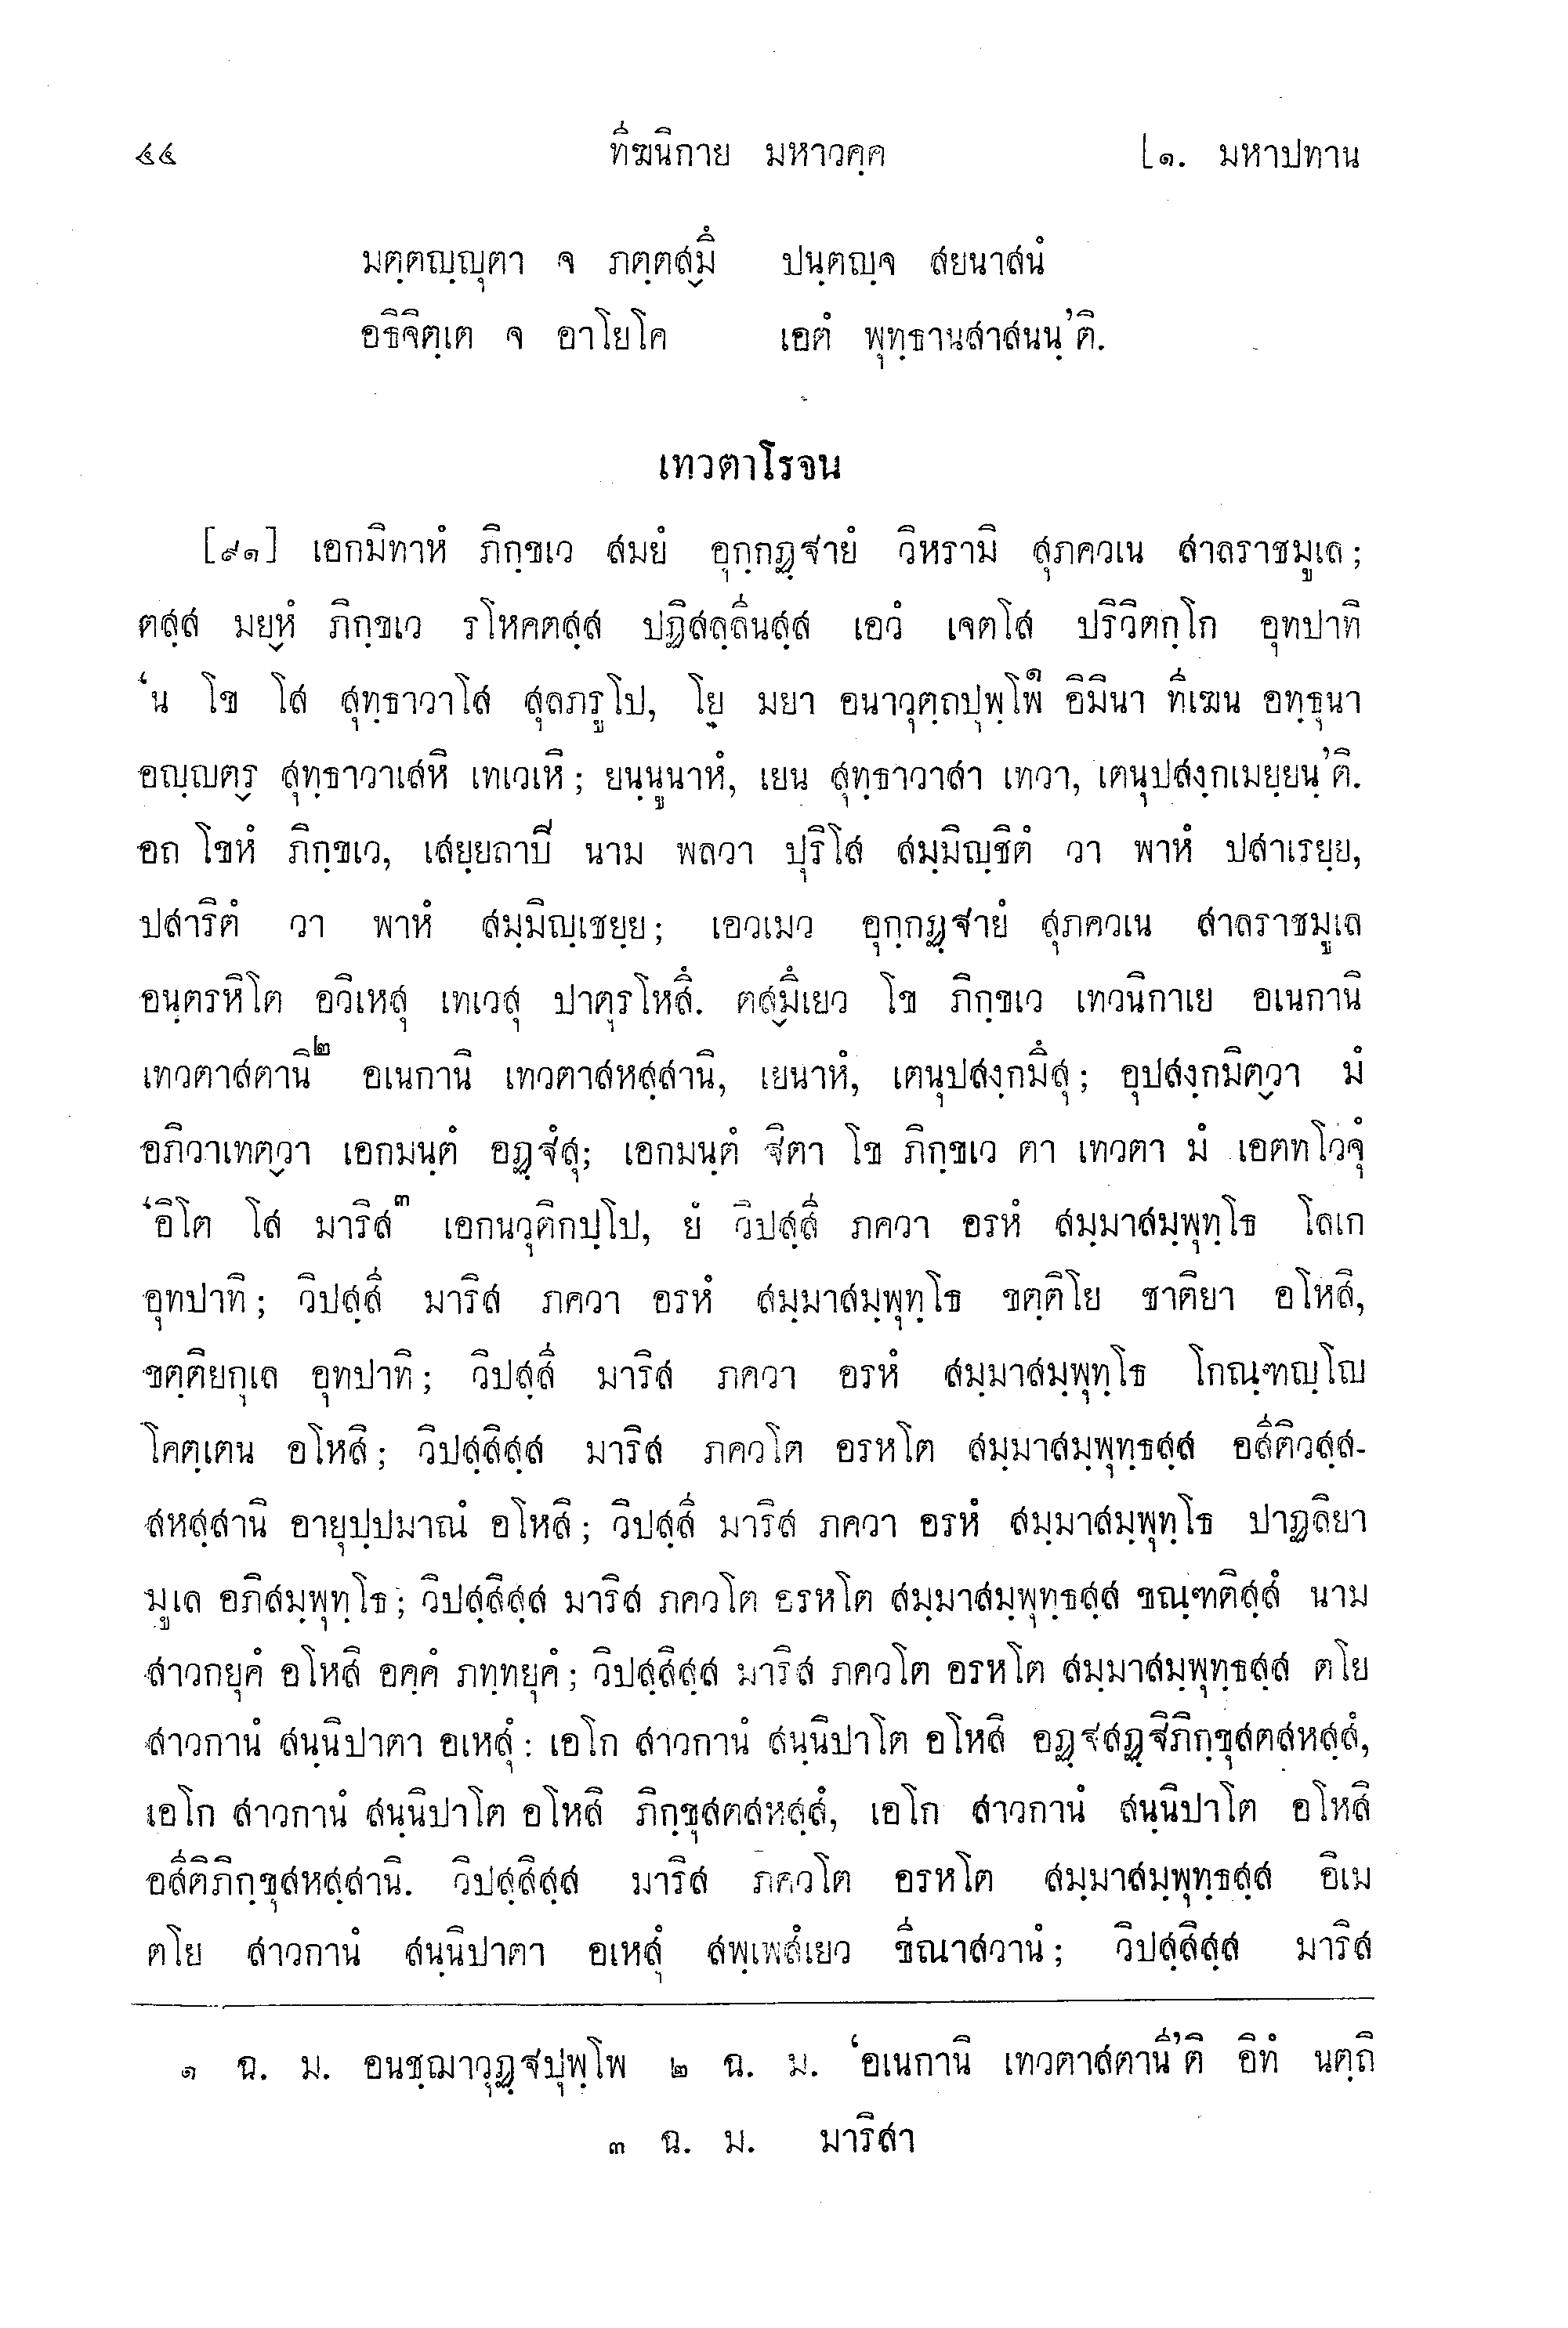 ๔๔ ทีฆนิกาย มหาวคฺค [๑. มหาปทาน
มตฺตญฺญุตา จ ภตฺตสฺมึ ปนฺตญฺจ สยนาสนํ
อธิจิตฺเต จ อาโยโค เอตํ พุทฺธานสาสนนฺ’ติ.
เทวตาโรจน
[๙๑] เอกมิทาหํ ภิกฺขเว สมยํ อุกฺกฏฺฐายํ วิหรามิ สุภควเน สาลราชมูเล;
ตสฺส มยฺหํ ภิกฺขเว รโหคตสฺส ปฏิสลฺลีนสฺส เอวํ เจตโส ปริวิตกฺโก อุทปาทิ
‘น โข โส สุทฺธาวาโส สุลภรูโป, โย มยา อนาวุตฺถปุพฺโพ๑ อิมินา ทีเฆน อทฺธุนา
อญฺญตฺร สุทฺธาวาเสหิ เทเวหิ; ยนฺนูนาหํ, เยน สุทฺธาวาสา เทวา, เตนุปสงฺกเมยฺยนฺ’ติ.
อถ โขหํ ภิกฺขเว, เสยฺยถาปิ นาม พลวา ปุริโส สมฺมิญฺชิตํ วา พาหํ ปสาเรยฺย,
ปสาริตํ วา พาหํ สมฺมิญฺเชยฺย; เอวเมว อุกฺกฏฺฐายํ สุภควเน สาลราชมูเล
อนฺตรหิโต อวิเหสุ เทเวสุ ปาตุรโหสึ. ตสฺมึเยว โข ภิกฺขเว เทวนิกาเย อเนกานิ
เทวตาสตานิ๒ อเนกานิ เทวตาสหสฺสานิ, เยนาหํ, เตนุปสงฺกมึสุ; อุปสงฺกมิตฺวา มํ
อภิวาเทตฺวา เอกมนฺตํ อฏฺฐํสุ; เอกมนฺตํ ฐิตา โข ภิกฺขเว ตา เทวตา มํ เอตทโวจุํ
‘อิโต โส มาริส๓ เอกนวุติกปฺโป, ยํ วิปสฺสี ภควา อรหํ สมฺมาสมฺพุทฺโธ โลเก
อุทปาทิ; วิปสฺสี มาริส ภควา อรหํ สมฺมาสมฺพุทฺโธ ขตฺติโย ชาติยา อโหสิ,
ขตฺติยกุเล อุทปาทิ; วิปสฺสี มาริส ภควา อรหํ สมฺมาสมฺพุทฺโธ โกณฺฑญฺโญ
โคตฺเตน อโหสิ; วิปสฺสิสฺส มาริส ภควโต อรหโต สมฺมาสมฺพุทฺธสฺส อสีติวสฺส-
สหสฺสานิ อายุปฺปมาณํ อโหสิ; วิปสฺสี มาริส ภควา อรหํ สมฺมาสมฺพุทฺโธ ปาฏลิยา
มูเล อภิสมฺพุทฺโธ; วิปสฺสิสฺส มาริส ภควโต อรหโต สมฺมาสมฺพุทฺธสฺส ขณฺฑติสฺสํ นาม
สาวกยุคํ อโหสิ อคฺคํ ภทฺทยุคํ; วิปสฺสิสฺส มาริส ภควโต อรหโต สมฺมาสมฺพุทฺธสฺส ตโย
สาวกานํ สนฺนิปาตา อเหสุํ: เอโก สาวกานํ สนฺนิปาโต อโหสิ อฏฺฐสฏฺฐิภิกฺขุสตสหสฺสํ,
เอโก สาวกานํ สนฺนิปาโต อโหสิ ภิกฺขุสตสหสฺสํ, เอโก สาวกานํ สนฺนิปาโต อโหสิ
อสีติภิกฺขุสหสฺสานิ. วิปสฺสิสฺส มาริส ภควโต อรหโต สมฺมาสมฺพุทฺธสฺส อิเม
ตโย สาวกานํ สนฺนิปาตา อเหสุํ สพฺเพสํเยว ขีณาสวานํ; วิปสฺสิสฺส มาริส
๑ ฉ. ม. อนชฺฌาวุฏฺฐปุพฺโพ ๒ ฉ. ม. ‘อเนกานิ เทวตาสตานี’ติ อิทํ นตฺถิ
๓ ฉ. ม. มาริสา